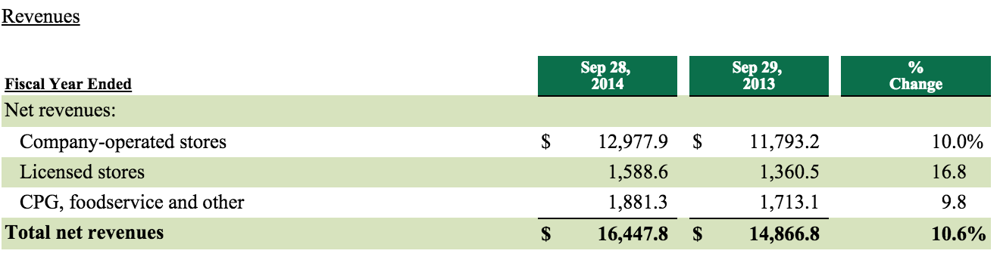 Revenues
Sep 28, Sep 29, %
Fiscal Year Ended 2014 2013 Change
Net revenues:
Company-operated stores $ 12,977.9 $ 11,793.2 10.0%
Licensed stores 1,588.6 1,360.5 16.8
CPG, foodservice and other 1,881.3 1,713.1 9.8
Total net revenues $ 16,447.8 $ 14,866.8 10.6%